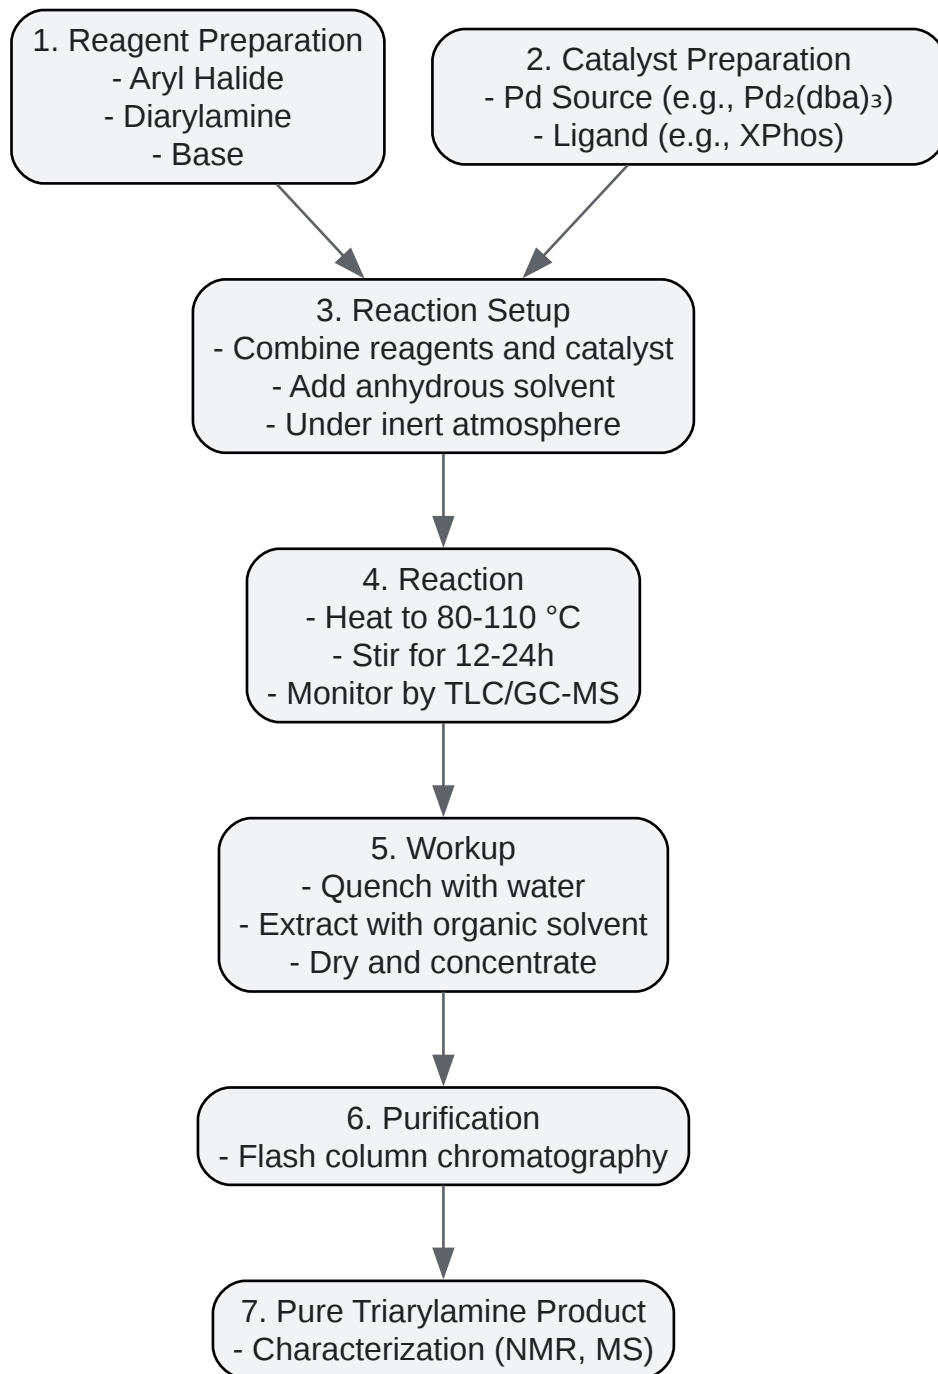 1. Reagent Preparation
- Aryl Halide
- Diarylamine
- Base
2. Catalyst Preparation
- Pd Source (e.g., Pd₂(dba)₃)
- Ligand (e.g., XPhos)
3. Reaction Setup
- Combine reagents and catalyst
- Add anhydrous solvent
- Under inert atmosphere
4. Reaction
- Heat to 80-110 °C
- Stir for 12-24h
- Monitor by TLC/GC-MS
5. Workup
- Quench with water
- Extract with organic solvent
- Dry and concentrate
6. Purification
- Flash column chromatography
7. Pure Triarylamine Product
- Characterization (NMR, MS)